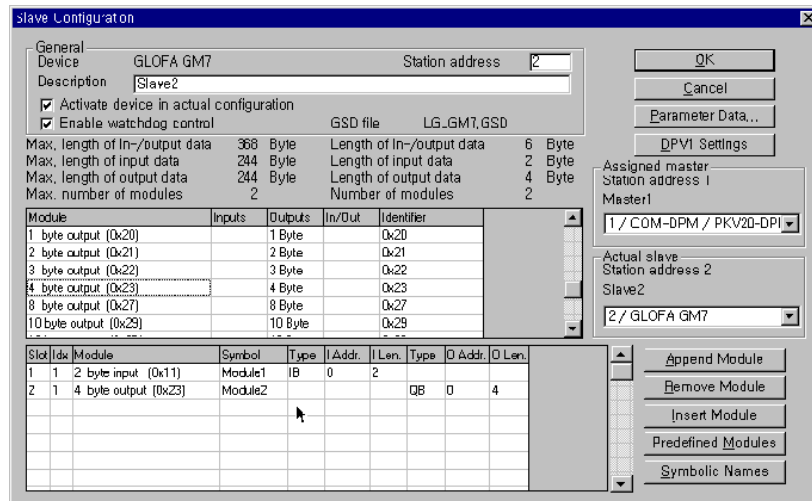 Slave Configuration
General
Device GLOFA GM7 Station address 2
Description Slave2
Activate device in actual configuration
Enable watchdog control GSD file LG_GM7.GSD
Max. length of In-/output data 368 Byte Length of In-/output data 6 Byte
Max. length of input data 244 Byte Length of input data 2 Byte
Max. length of output data 244 Byte Length of output data 4 Byte
Max. number of modules 2 Number of modules 2
OK
Cancel
Parameter Data...
DPV1 Settings
Assigned master
Station address 1
Master1
1 / COM-DPM / PKV20-DPI
Actual slave
Station address 2
Slave2
2 / GLOFA GM7
Module Inputs Outputs In/Out Identifier
1 byte output (0x20) 1 Byte 0x20
2 byte output (0x21) 2 Byte 0x21
3 byte output (0x22) 3 Byte 0x22
4 byte output (0x23) 4 Byte 0x23
8 byte output (0x27) 8 Byte 0x27
10 byte output (0x29) 10 Byte 0x29
Slot Idx Module Symbol Type I Addr. I Len. Type O Addr. O Len.
1 1 2 byte input (0x11) Module1 IB 0 2
2 1 4 byte output (0x23) Module2 QB 0 4
Append Module
Remove Module
Insert Module
Predefined Modules
Symbolic Names